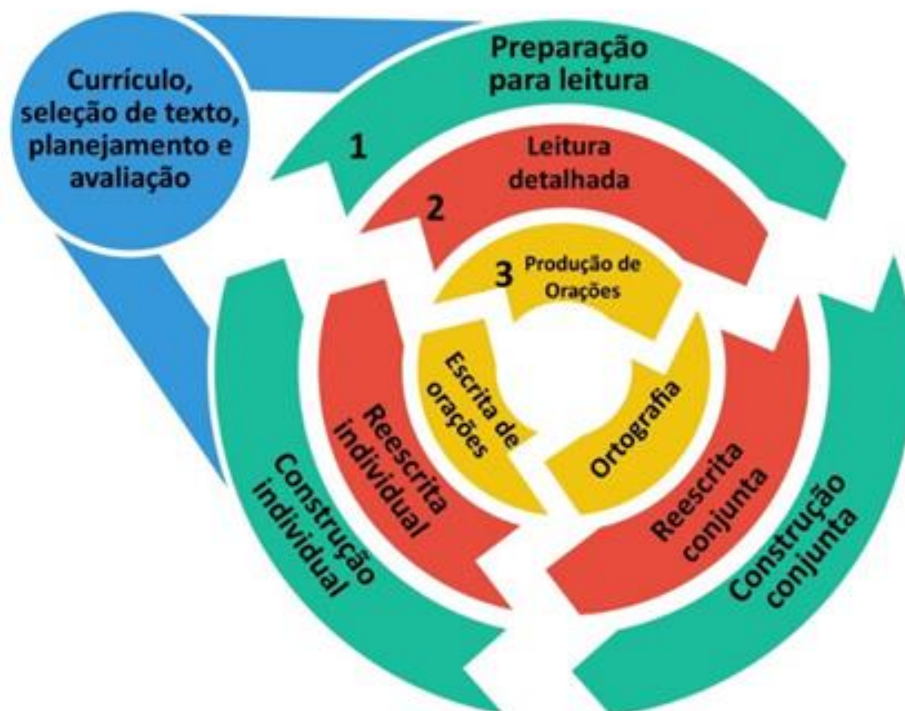 Currículo,
seleção de texto,
planejamento e
avaliação
Preparação
para leitura
1
Leitura
detalhada
2
Produção de
Orações
3
Escrita de
orações
Ortografia
Reescrita
individual
Reescrita
conjunta
Construção
individual
Construção
conjunta